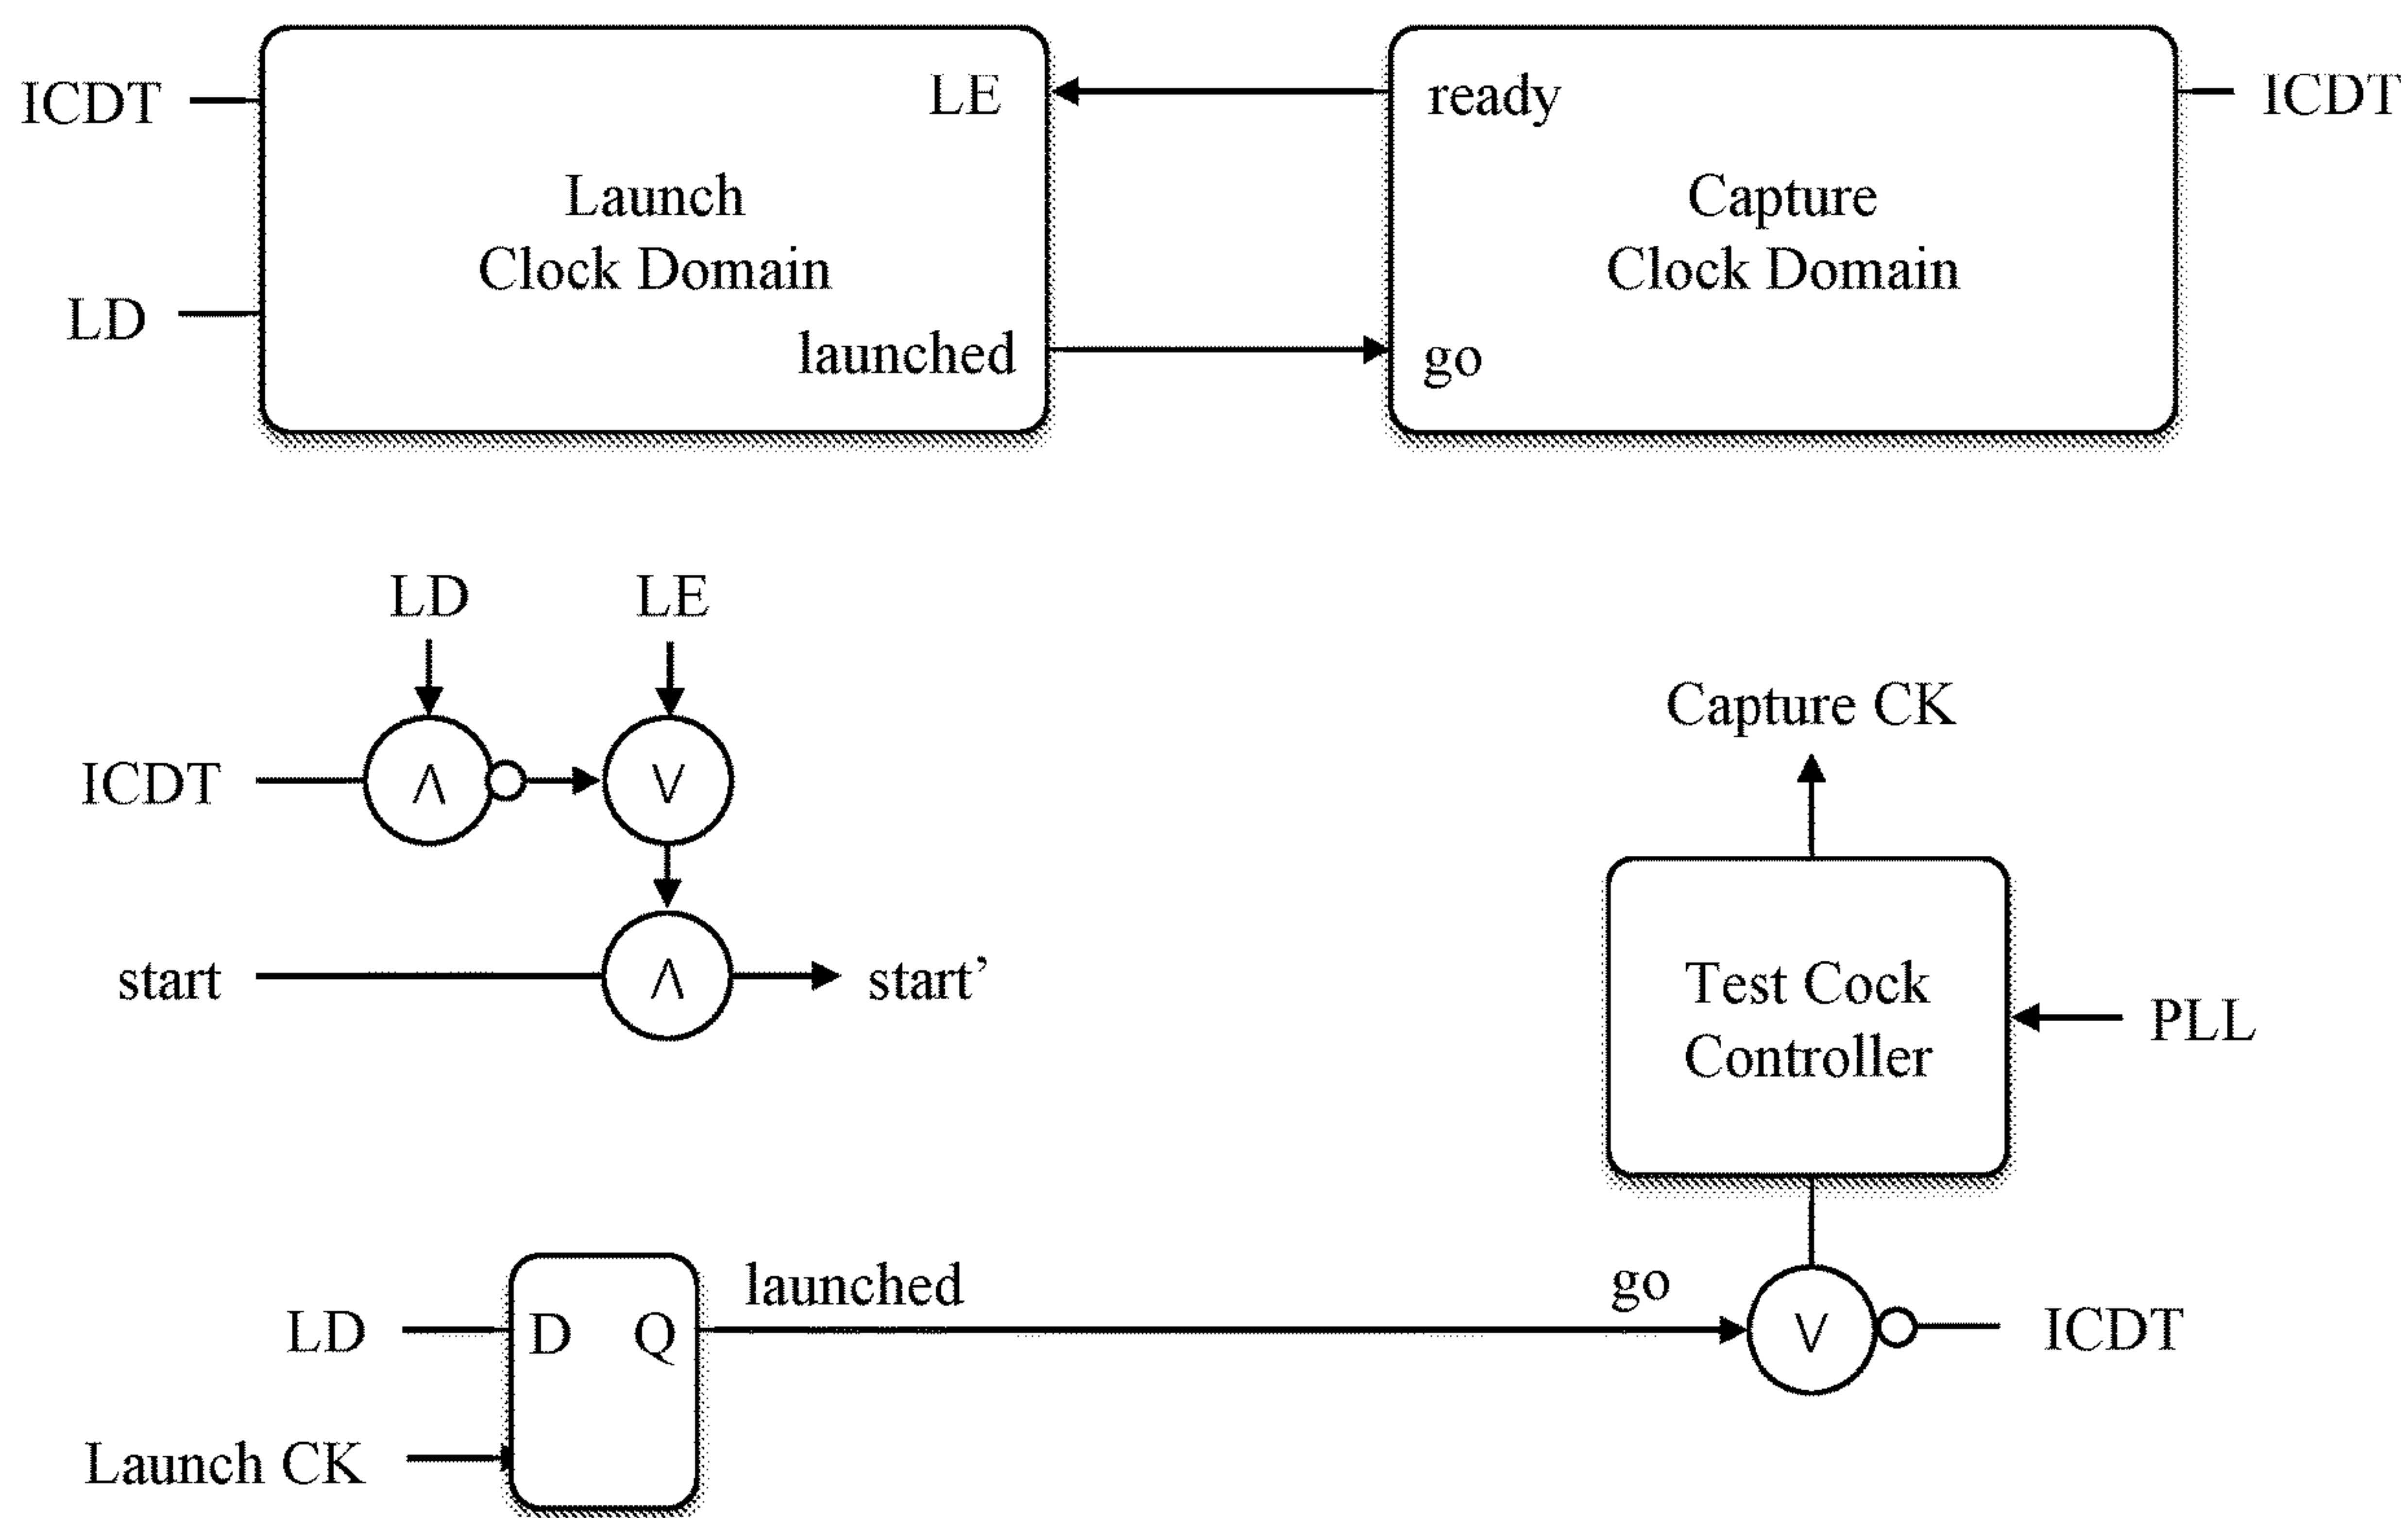 ICDT
LE
ready
ICDT
Launch
Clock Domain
Capture
Clock Domain
LD
launched
go
LD
LE
ICDT
Λ
V
start
Λ
start’
Capture CK
Test Cock
Controller
PLL
launched
go
LD
D
Q
V
ICDT
Launch CK